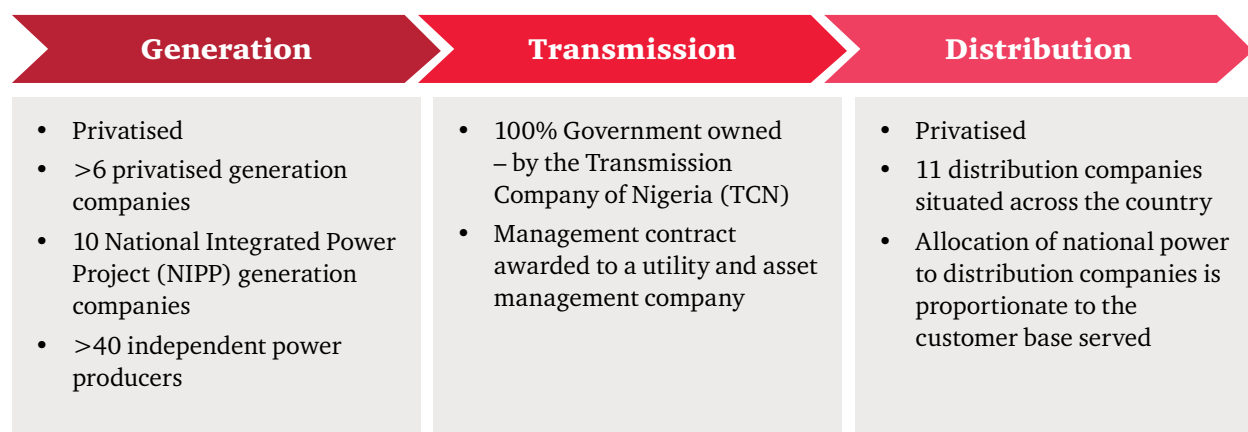 Generation
• Privatised
• >6 privatised generation
companies
• 10 National Integrated Power
Project (NIPP) generation
companies
• >40 independent power
producers
Transmission
• 100% Government owned
– by the Transmission
Company of Nigeria (TCN)
• Management contract
awarded to a utility and asset
management company
Distribution
• Privatised
• 11 distribution companies
situated across the country
• Allocation of national power
to distribution companies is
proportionate to the
customer base served